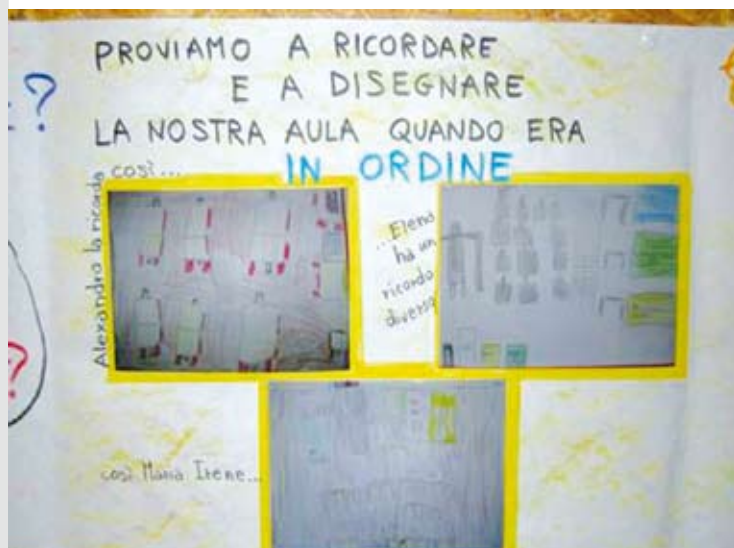 ?
PROVIAMO A RICORDARE
E A DISEGNARE
LA NOSTRA AULA QUANDO ERA
IN ORDINE
Alexandro la ricorda così...
...Elena
ha un
ricordo
diverso
?
così Maria Irene...